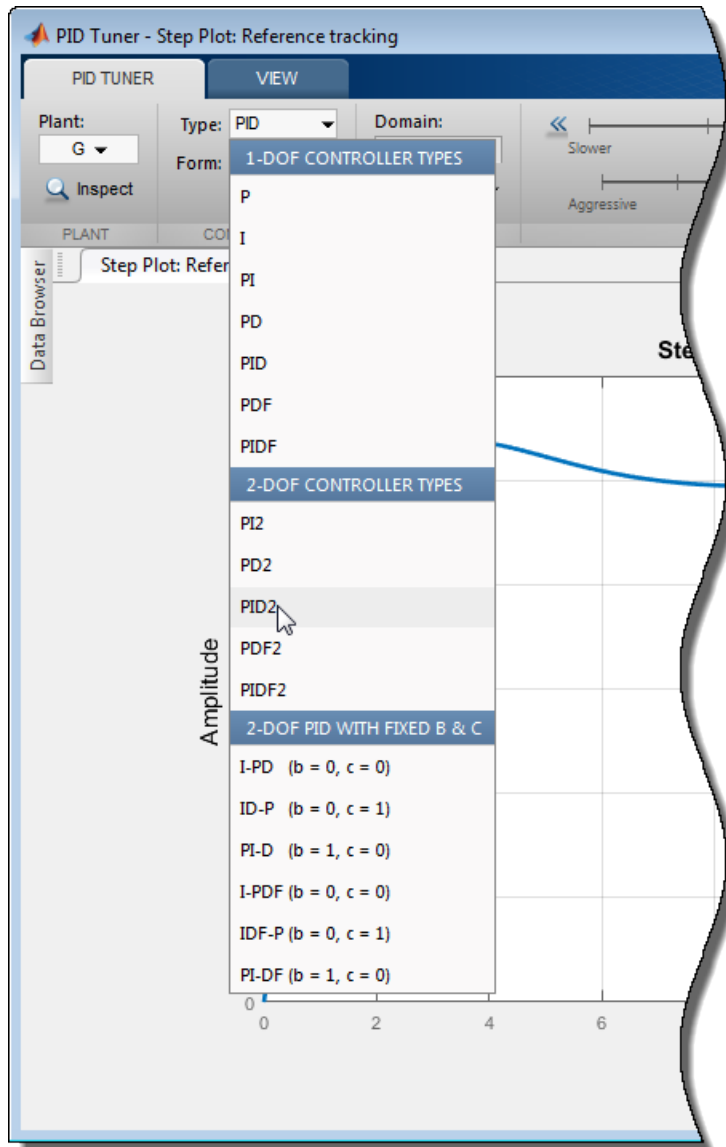 PID Tuner - Step Plot: Reference tracking
PID TUNER VIEW
Plant: Type: PID Domain:
G Form: Slower
Inspect Aggressive
PLANT
Data Browser
Step Plot: Refer
1-DOF CONTROLLER TYPES
P
I
PI
PD
PID
PDF
PIDF
2-DOF CONTROLLER TYPES
PI2
PD2
PID2
PDF2
PIDF2
2-DOF PID WITH FIXED B & C
I-PD (b = 0, c = 0)
ID-P (b = 0, c = 1)
PI-D (b = 1, c = 0)
I-PDF (b = 0, c = 0)
IDF-P (b = 0, c = 1)
PI-DF (b = 1, c = 0)
Amplitude
0
0 2 4 6